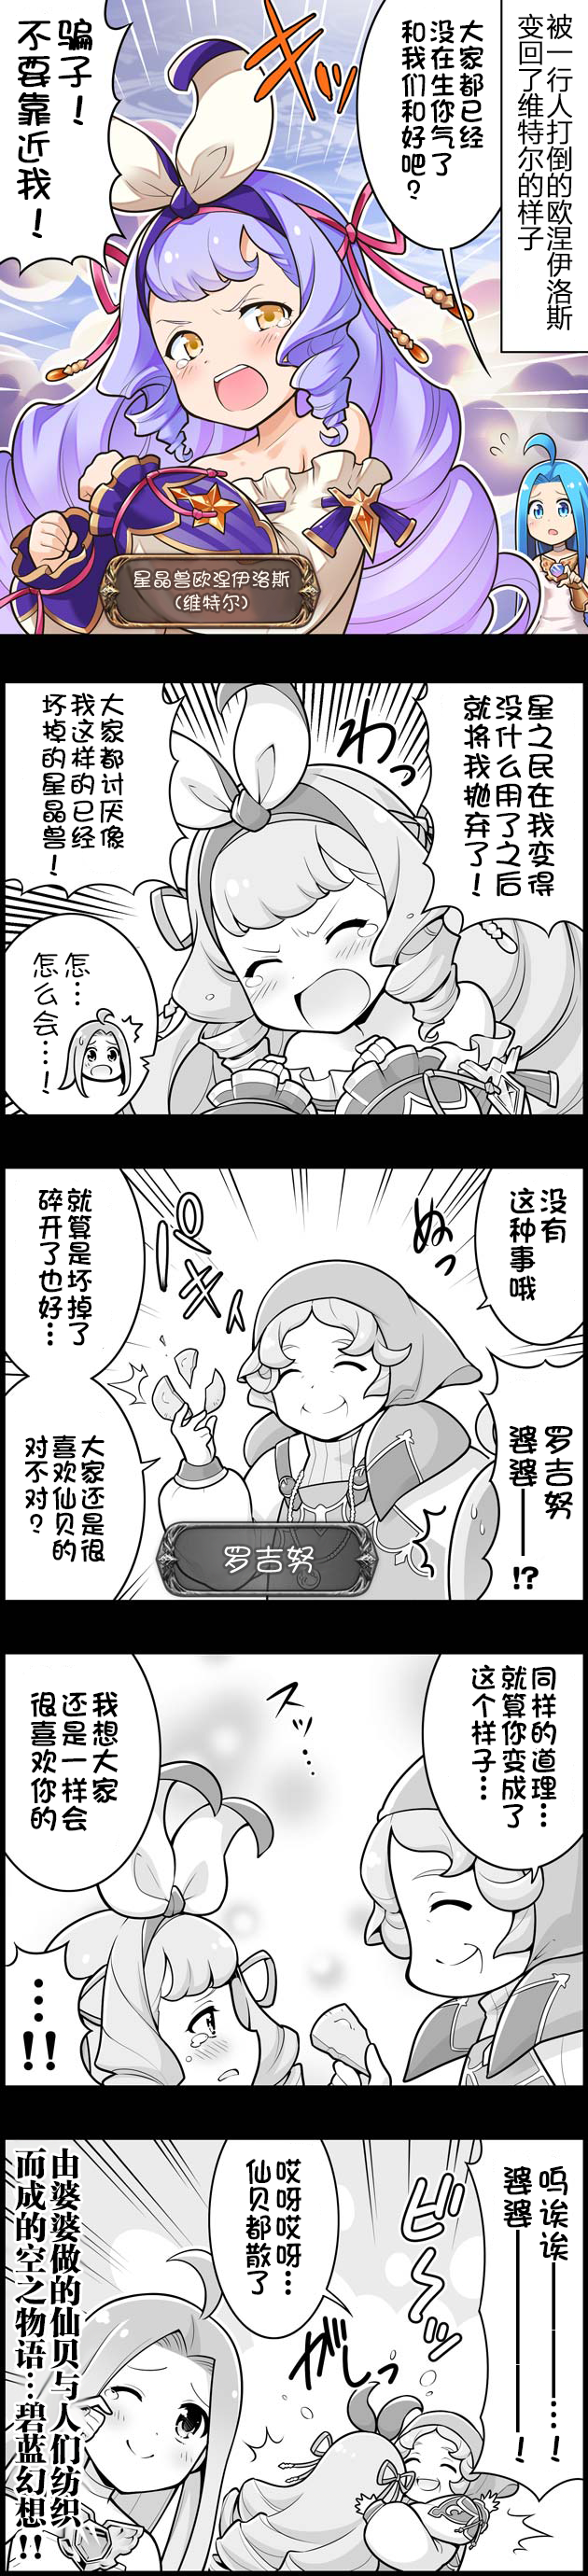 被一行人打倒的欧涅伊洛斯
变回了维特尔的样子
大家都已经
没在生你气了
和我们和好吧？
キッ
骗子！
不要靠近我！
星晶兽欧涅伊洛斯
(维特尔)
星之民在我变得
没什么用了之后
就将我抛弃了！
わっ
大家都讨厌像
我这样的已经
坏掉的星晶兽！
怎…
怎么会…！
没有
这种事哦
ぬっ
罗吉努
婆婆——!?
パキィ
就算是坏掉了
碎开了也好…
大家还是很
喜欢仙贝的
对不对？
罗吉努
同样的道理…
就算你变成了
这个样子…
スッ…
我想大家
还是一样会
很喜欢你的
…!!
呜诶诶——…！
婆婆——！
ビシッ
哎呀哎呀…
仙贝都散了
がしっ
由婆婆做的仙贝与人们纺织
而成的空之物语…碧蓝幻想!!